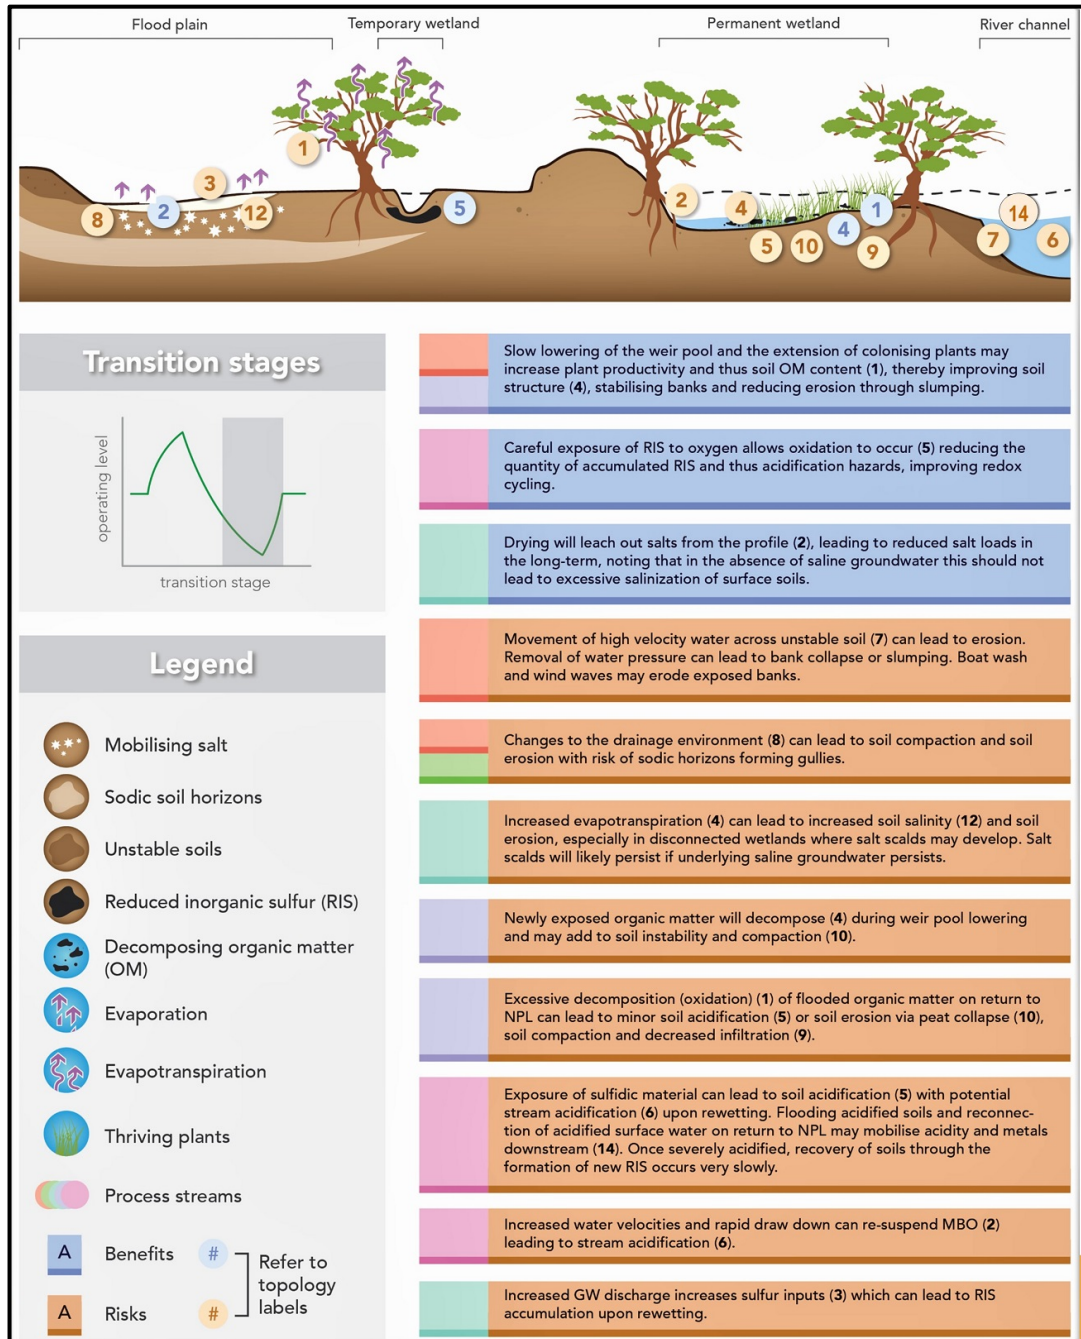 Flood plain
Temporary wetland
Permanent wetland
River channel
1
3
8
2
12
5
2
4
1
5
10
4
9
14
7
6
Transition stages
operating level
transition stage
Legend
Mobilising salt
Sodic soil horizons
Unstable soils
Reduced inorganic sulfur (RIS)
Decomposing organic matter
(OM)
Evaporation
Evapotranspiration
Thriving plants
Process streams
A
Benefits
#
A
Risks
#
Refer to
topology
labels
Slow lowering of the weir pool and the extension of colonising plants may
increase plant productivity and thus soil OM content (1), thereby improving soil
structure (4), stabilising banks and reducing erosion through slumping.
Careful exposure of RIS to oxygen allows oxidation to occur (5) reducing the
quantity of accumulated RIS and thus acidification hazards, improving redox
cycling.
Drying will leach out salts from the profile (2), leading to reduced salt loads in
the long-term, noting that in the absence of saline groundwater this should not
lead to excessive salinization of surface soils.
Movement of high velocity water across unstable soil (7) can lead to erosion.
Removal of water pressure can lead to bank collapse or slumping. Boat wash
and wind waves may erode exposed banks.
Changes to the drainage environment (8) can lead to soil compaction and soil
erosion with risk of sodic horizons forming gullies.
Increased evapotranspiration (4) can lead to increased soil salinity (12) and soil
erosion, especially in disconnected wetlands where salt scalds may develop. Salt
scalds will likely persist if underlying saline groundwater persists.
Newly exposed organic matter will decompose (4) during weir pool lowering
and may add to soil instability and compaction (10).
Excessive decomposition (oxidation) (1) of flooded organic matter on return to
NPL can lead to minor soil acidification (5) or soil erosion via peat collapse (10),
soil compaction and decreased infiltration (9).
Exposure of sulfidic material can lead to soil acidification (5) with potential
stream acidification (6) upon rewetting. Flooding acidified soils and reconnec-
tion of acidified surface water on return to NPL may mobilise acidity and metals
downstream (14). Once severely acidified, recovery of soils through the
formation of new RIS occurs very slowly.
Increased water velocities and rapid draw down can re-suspend MBO (2)
leading to stream acidification (6).
Increased GW discharge increases sulfur inputs (3) which can lead to RIS
accumulation upon rewetting.